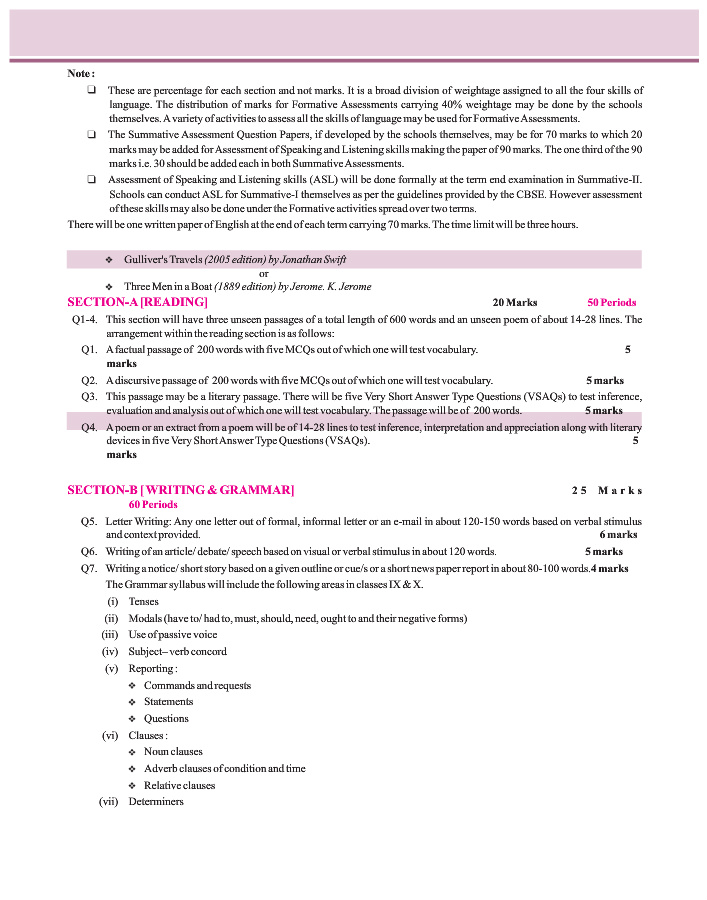 Note :
❏ These are percentage for each section and not marks. It is a broad division of weightage assigned to all the four skills of
language. The distribution of marks for Formative Assessments carrying 40% weightage may be done by the schools
themselves. A variety of activities to assess all the skills of language may be used for Formative Assessments.
❏ The Summative Assessment Question Papers, if developed by the schools themselves, may be for 70 marks to which 20
marks may be added for Assessment of Speaking and Listening skills making the paper of 90 marks. The one third of the 90
marks i.e. 30 should be added each in both Summative Assessments.
❏ Assessment of Speaking and Listening skills (ASL) will be done formally at the term end examination in Summative-II.
Schools can conduct ASL for Summative-I themselves as per the guidelines provided by the CBSE. However assessment
of these skills may also be done under the Formative activities spread over two terms.
There will be one written paper of English at the end of each term carrying 70 marks. The time limit will be three hours.
❖ Gulliver's Travels (2005 edition) by Jonathan Swift
or
❖ Three Men in a Boat (1889 edition) by Jerome. K. Jerome
SECTION-A [READING] 20 Marks 50 Periods
Q1-4. This section will have three unseen passages of a total length of 600 words and an unseen poem of about 14-28 lines. The
arrangement within the reading section is as follows:
Q1. A factual passage of 200 words with five MCQs out of which one will test vocabulary. 5
marks
Q2. A discursive passage of 200 words with five MCQs out of which one will test vocabulary. 5 marks
Q3. This passage may be a literary passage. There will be five Very Short Answer Type Questions (VSAQs) to test inference,
evaluation and analysis out of which one will test vocabulary. The passage will be of 200 words. 5 marks
Q4. A poem or an extract from a poem will be of 14-28 lines to test inference, interpretation and appreciation along with literary
devices in five Very Short Answer Type Questions (VSAQs). 5
marks
SECTION-B [ WRITING & GRAMMAR] 25 Marks
60 Periods
Q5. Letter Writing: Any one letter out of formal, informal letter or an e-mail in about 120-150 words based on verbal stimulus
and context provided. 6 marks
Q6. Writing of an article/ debate/ speech based on visual or verbal stimulus in about 120 words. 5 marks
Q7. Writing a notice/ short story based on a given outline or cue/s or a short news paper report in about 80-100 words.4 marks
The Grammar syllabus will include the following areas in classes IX & X.
(i) Tenses
(ii) Modals (have to/ had to, must, should, need, ought to and their negative forms)
(iii) Use of passive voice
(iv) Subject– verb concord
(v) Reporting :
❖ Commands and requests
❖ Statements
❖ Questions
(vi) Clauses :
❖ Noun clauses
❖ Adverb clauses of condition and time
❖ Relative clauses
(vii) Determiners